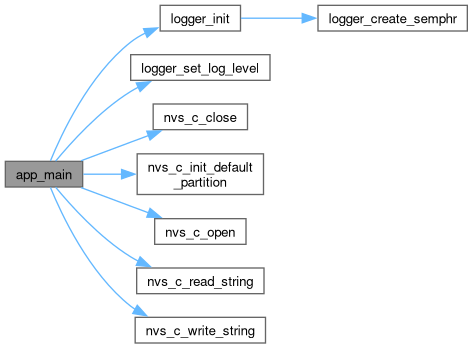 logger_init
logger_create_semphr
logger_set_log_level
nvs_c_close
app_main
nvs_c_init_default
_partition
nvs_c_open
nvs_c_read_string
nvs_c_write_string